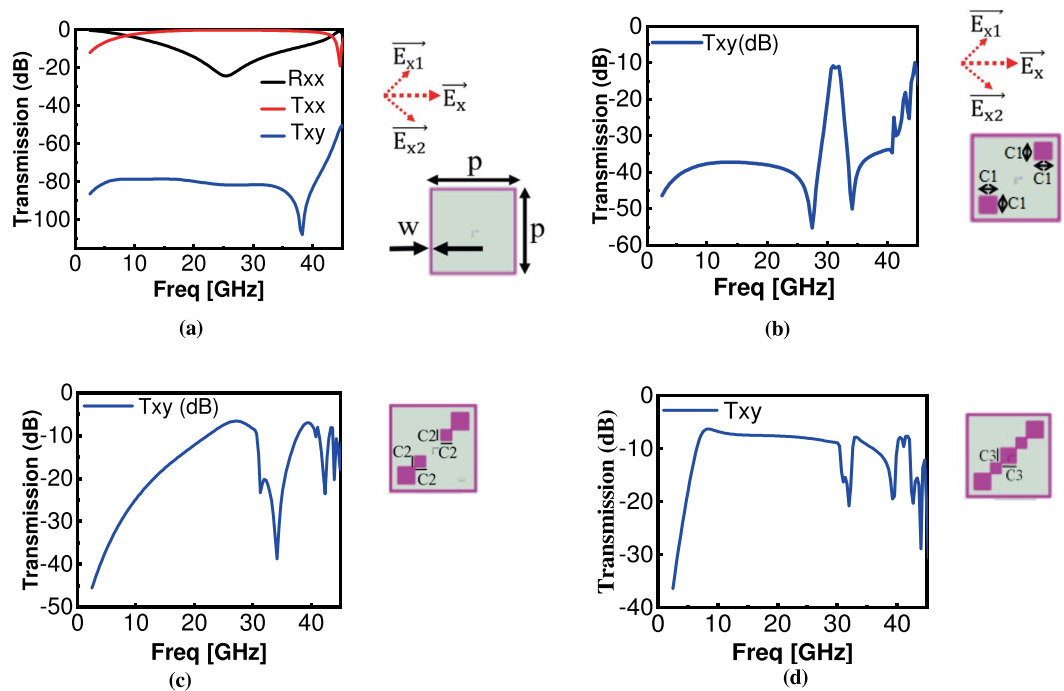 Transmission (dB)
0
-20
-40
-60
-80
100
Rxx
Txx
Txy
0 10 20 30 40
Freq [GHz]
(a)
Ex1
Ex
Ex2
p
w
p
Transmission (dB)
0
-10
-20
-30
-40
-50
-60
Txy(dB)
0 10 20 30 40
Freq [GHz]
(b)
Ex1
Ex
Ex2
C1
C1
C1
C1
Transmission (dB)
0
-10
-20
-30
-40
-50
Txy (dB)
0 10 20 30 40
Freq [GHz]
(c)
C2
C2
C2
C2
Transmission (dB)
0
-10
-20
-30
-40
Txy
0 10 20 30 40
Freq [GHz]
(d)
C3
C3